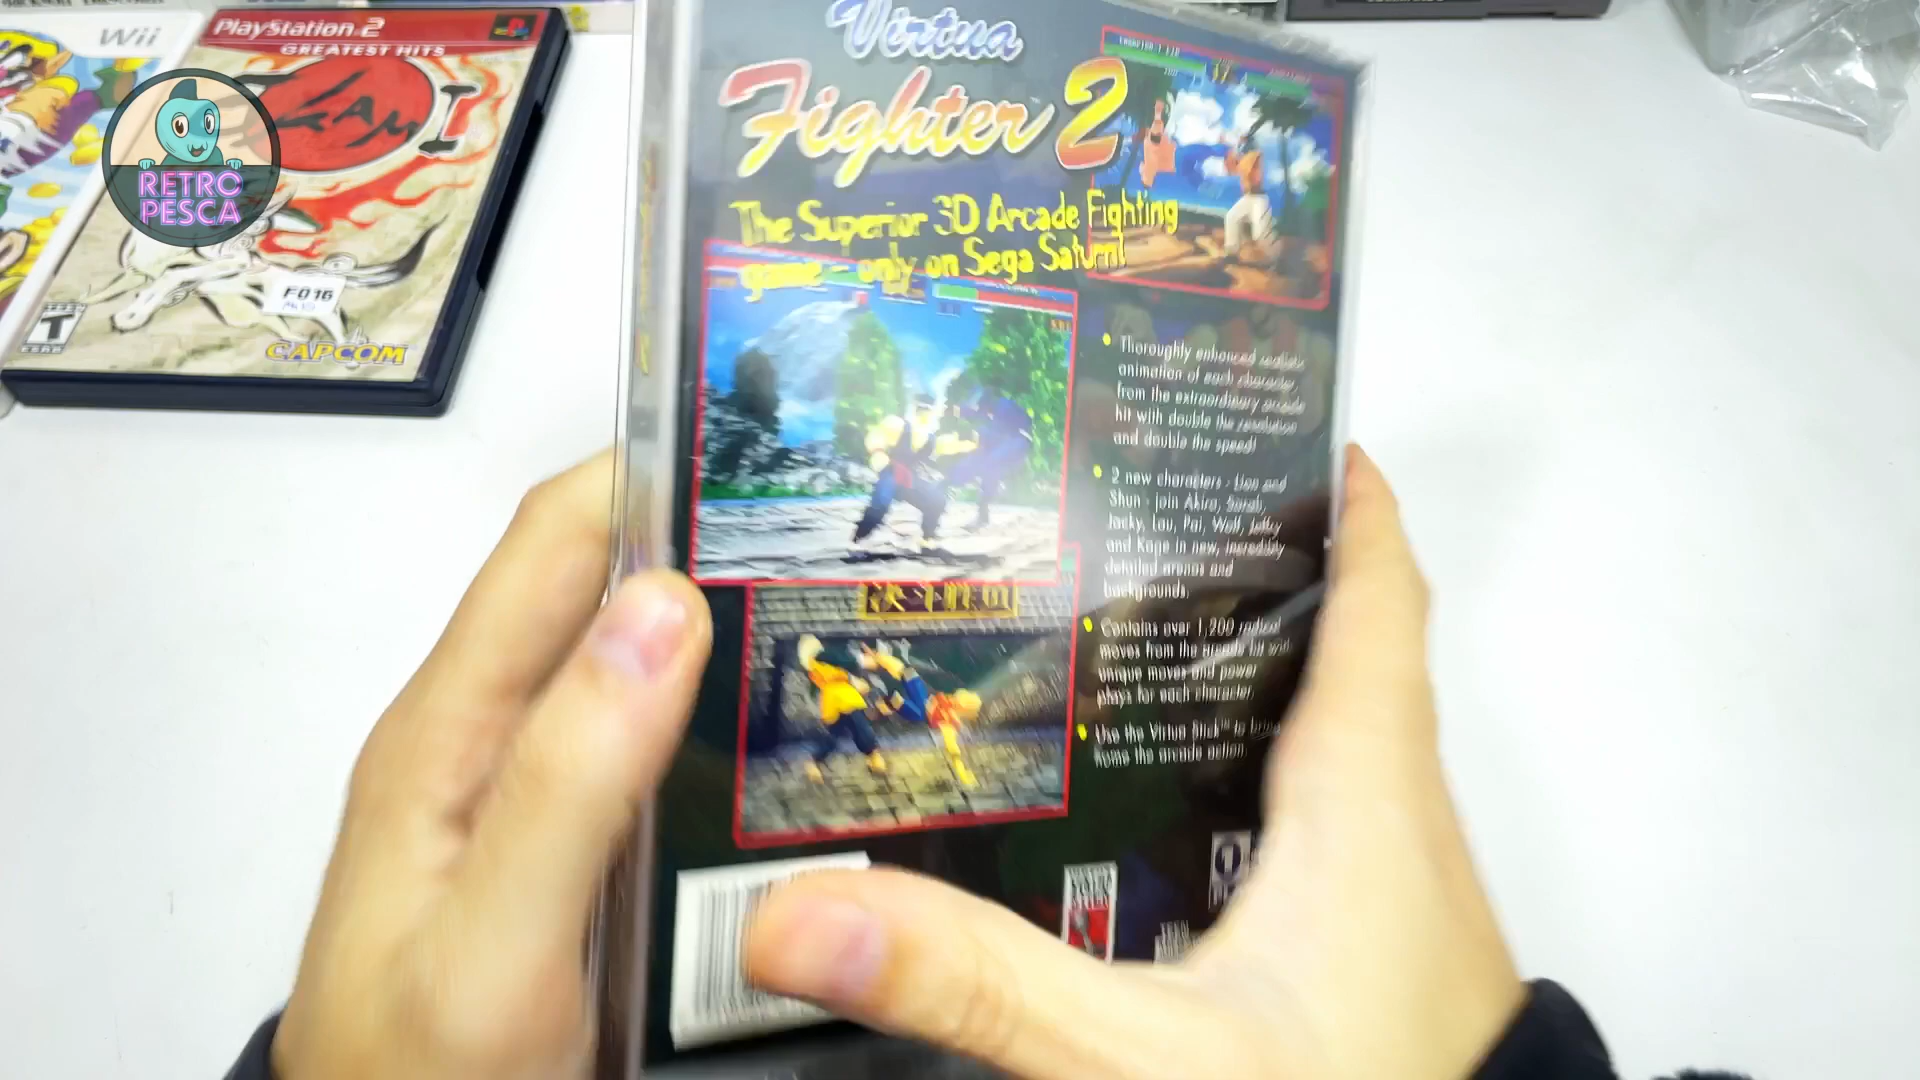 Wii
PlayStation 2
GREATEST HITS
RETRO
PESCA
F016
T
CAPCOM
Virtua
Fighter 2
The Superior 3D Arcade Fighting
game - only on Sega Saturn!
Thoroughly enhanced realistic
animation of each character
from the extraordinary arcade
hit with double the resolution
and double the speed!
2 new characters - Lion and
Shun - join Akira, Sarah,
Jacky, Lau, Pai, Wolf, Jeffry
and Kage in new, incredibly
detailed arenas and
backgrounds.
Contains over 1,200 radical
moves from the arcade hit with
unique moves and power
plays for each character.
Use the Virtua Stick™ to bring
home the arcade action.